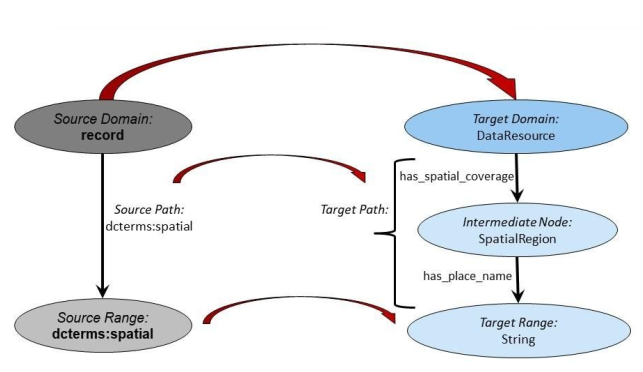 Source Domain:
record
Target Domain:
DataResource
has_spatial_coverage
Source Path:
dcterms:spatial
Target Path:
Intermediate Node:
SpatialRegion
has_place_name
Source Range:
dcterms:spatial
Target Range:
String